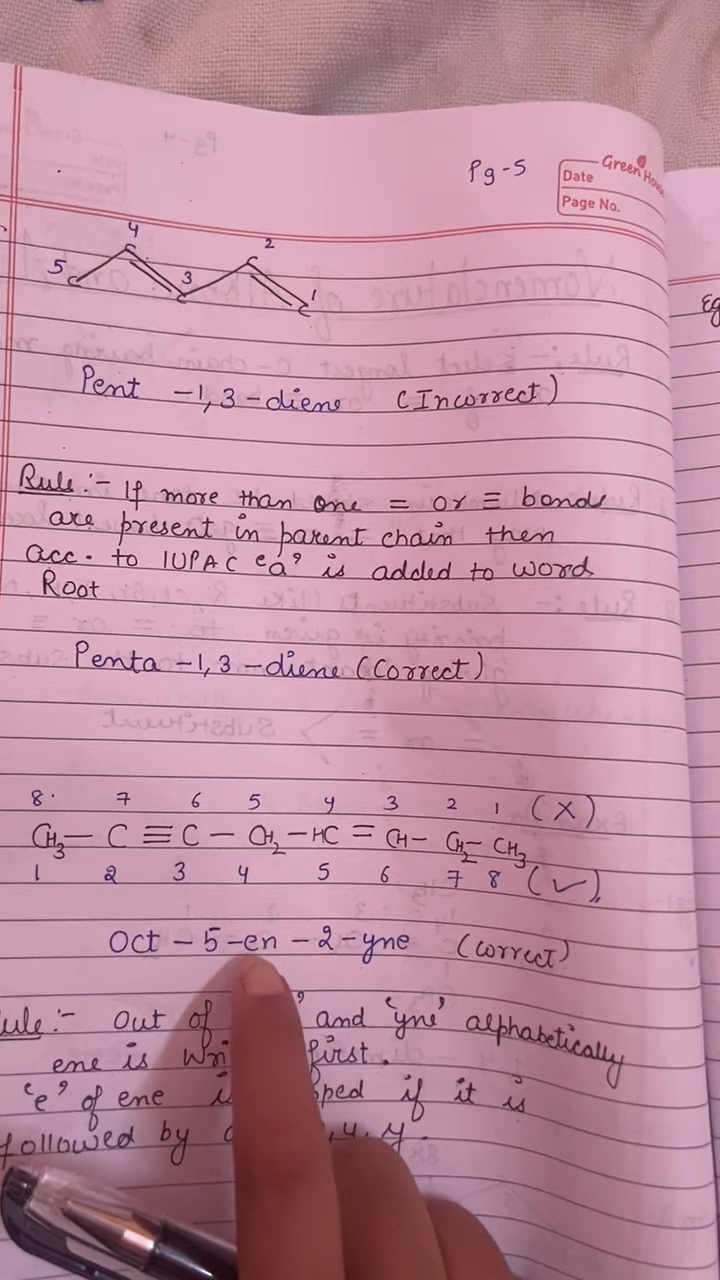 Pg-5
Green House
Date
Page No.
4 2
5 3 1
c c c c c
Pent -1,3-diene (Incorrect)
Rule :- If more than one = or ≡ bonds
are present in parent chain then
acc. to IUPAC 'a' is added to word
Root
Penta -1,3-diene (Correct)
8 7 6 5 4 3 2 1 (X)
CH₃ - C ≡ C - CH₂ - HC = CH - CH₂ - CH₃
1 2 3 4 5 6 7 8 (✓)
Oct - 5 - en - 2 - yne (correct)
ule :- Out of and 'yne' alphabetically
ene is first.
'e' of ene if it is
followed by y.
Eg